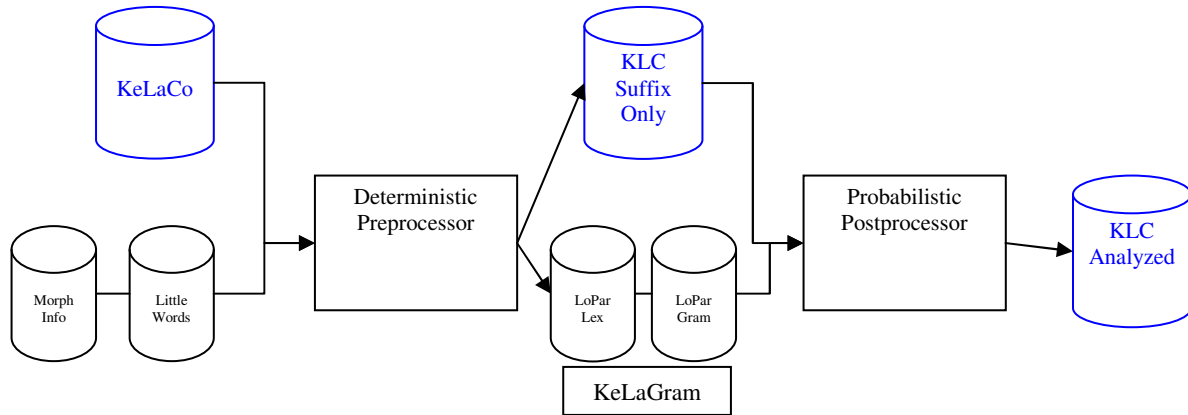 KeLaCo
KLC
Suffix
Only
Deterministic
Preprocessor
Probabilistic
Postprocessor
KLC
Analyzed
Morph
Info
Little
Words
LoPar
Lex
LoPar
Gram
KeLaGram